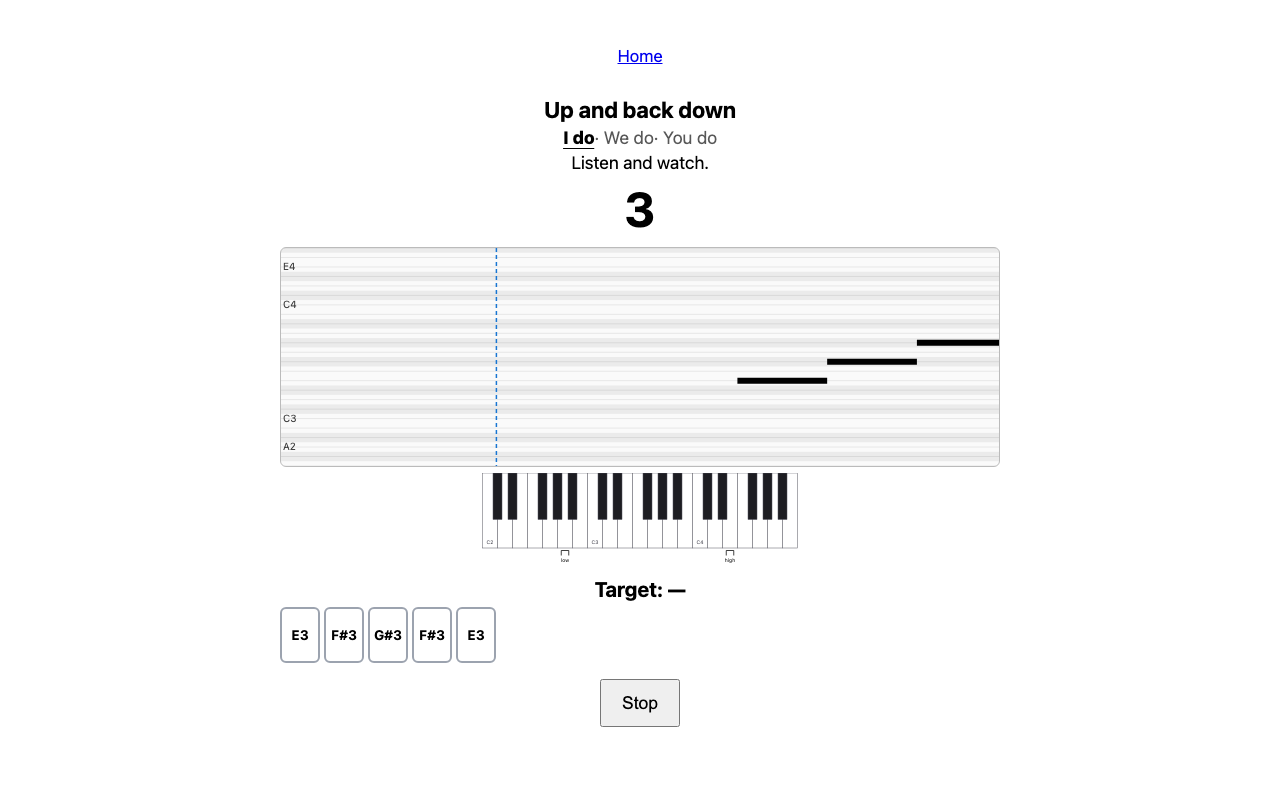 Home
Up and back down
I do· We do· You do
Listen and watch.
3
E4
C4
C3
A2
C2 C3 C4
low high
Target: —
E3 F#3 G#3 F#3 E3
Stop